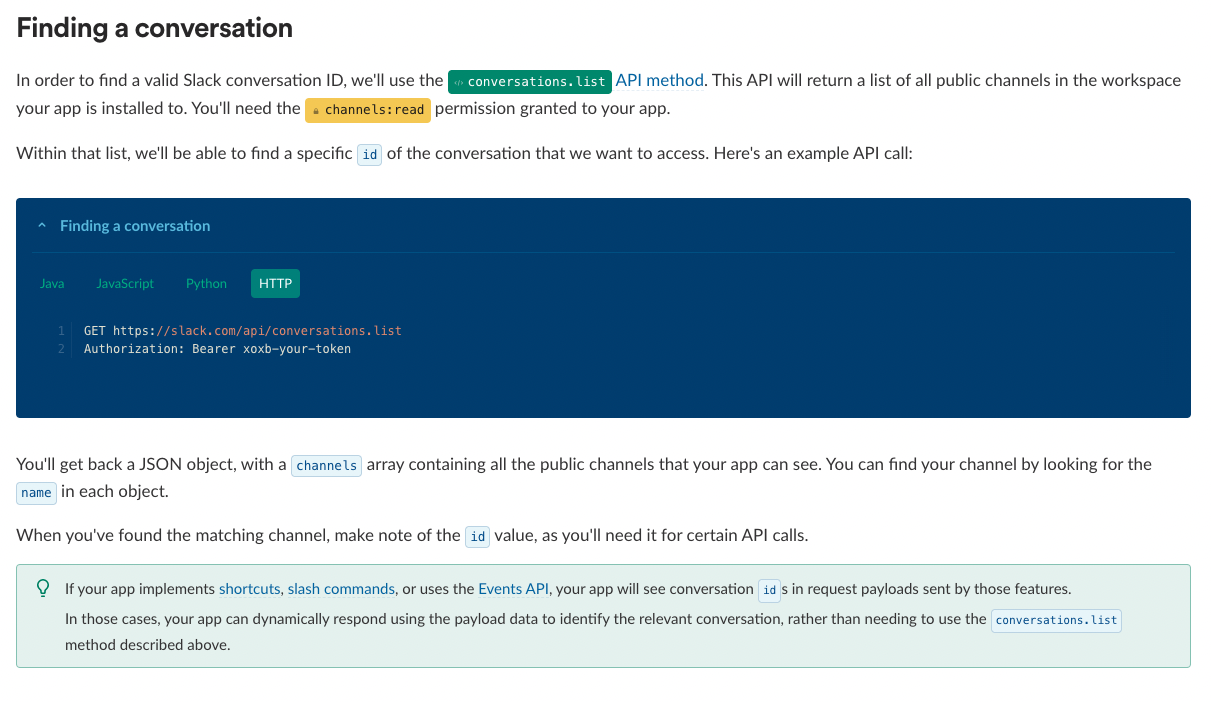 Finding a conversation
In order to find a valid Slack conversation ID, we'll use the conversations.list API method. This API will return a list of all public channels in the workspace
your app is installed to. You'll need the channels:read permission granted to your app.
Within that list, we'll be able to find a specific id of the conversation that we want to access. Here's an example API call:
Finding a conversation
Java JavaScript Python HTTP
1 GET https://slack.com/api/conversations.list
2 Authorization: Bearer xoxb-your-token
You'll get back a JSON object, with a channels array containing all the public channels that your app can see. You can find your channel by looking for the
name in each object.
When you've found the matching channel, make note of the id value, as you'll need it for certain API calls.
If your app implements shortcuts, slash commands, or uses the Events API, your app will see conversation ids in request payloads sent by those features.
In those cases, your app can dynamically respond using the payload data to identify the relevant conversation, rather than needing to use the conversations.list
method described above.